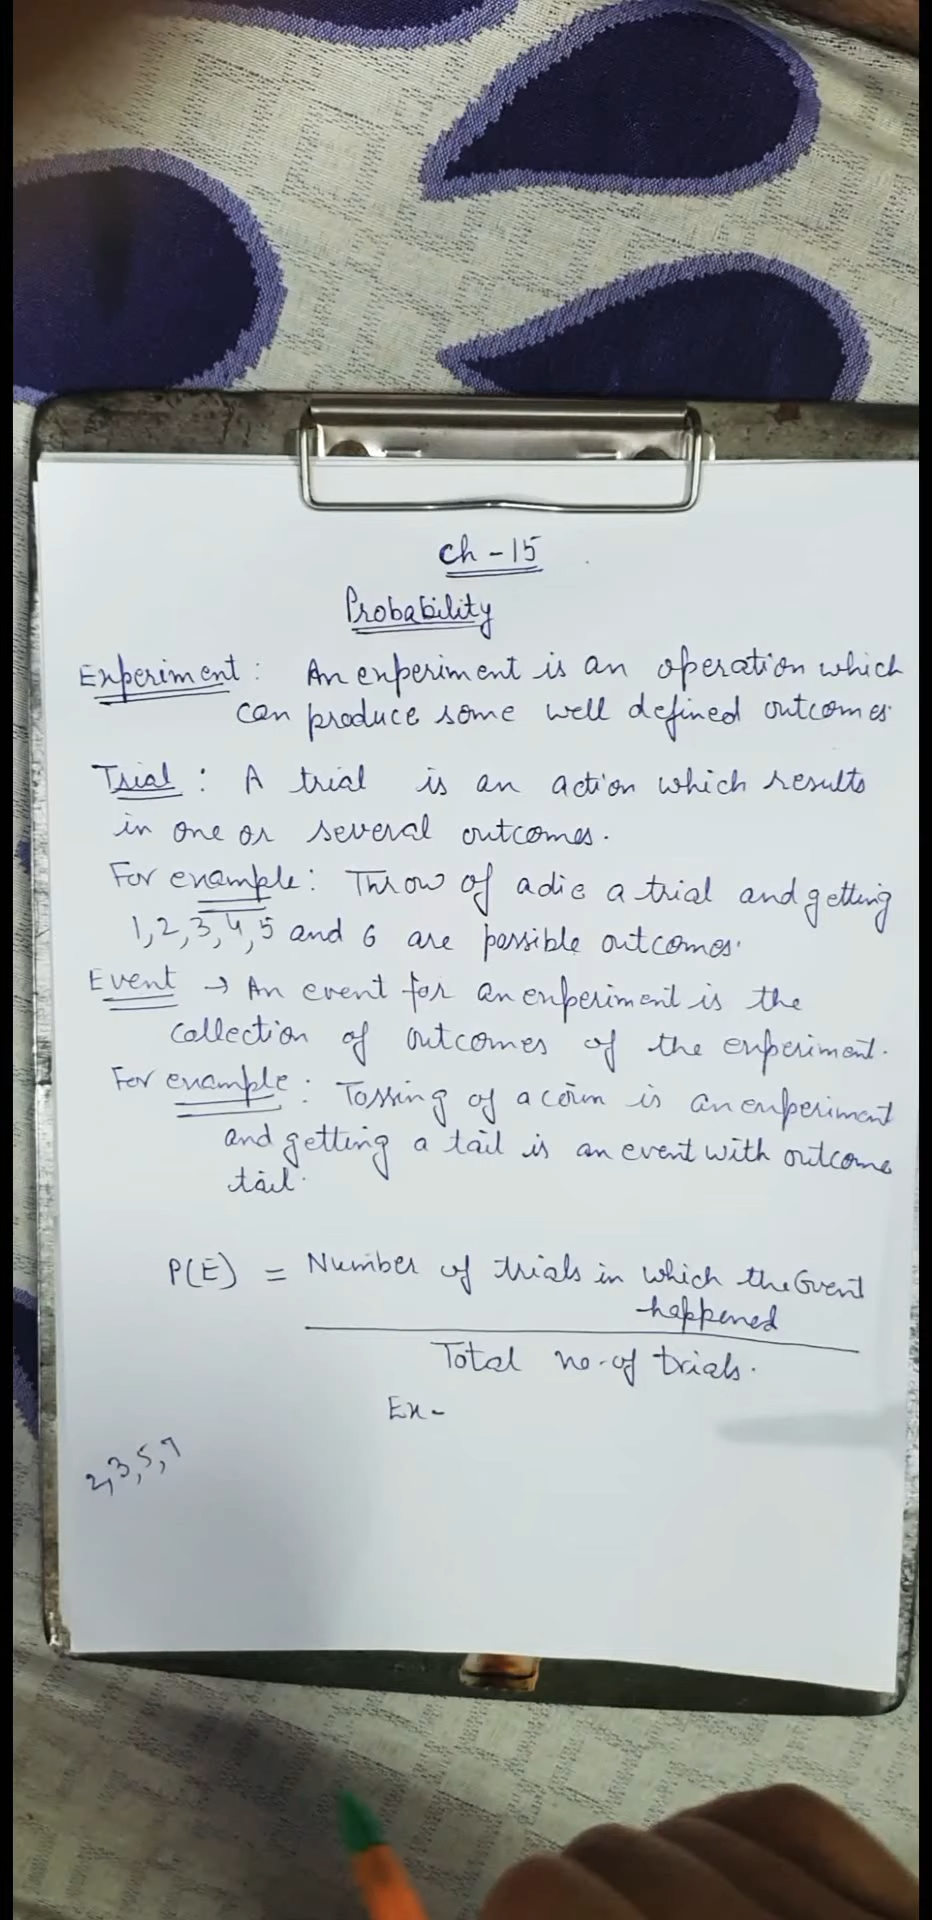 Ch - 15
Probability
Experiment : An experiment is an operation which
can produce some well defined outcomes.
Trial : A trial is an action which results
in one or several outcomes.
For example : Throw of a die a trial and getting
1, 2, 3, 4, 5 and 6 are possible outcomes.
Event → An event for an experiment is the
collection of outcomes of the experiment.
For example : Tossing of a coin is an experiment
and getting a tail is an event with outcome
tail.
P(E) = Number of trials in which the Event
happened
Total no. of trials.
Ex -
2, 3, 5, 7